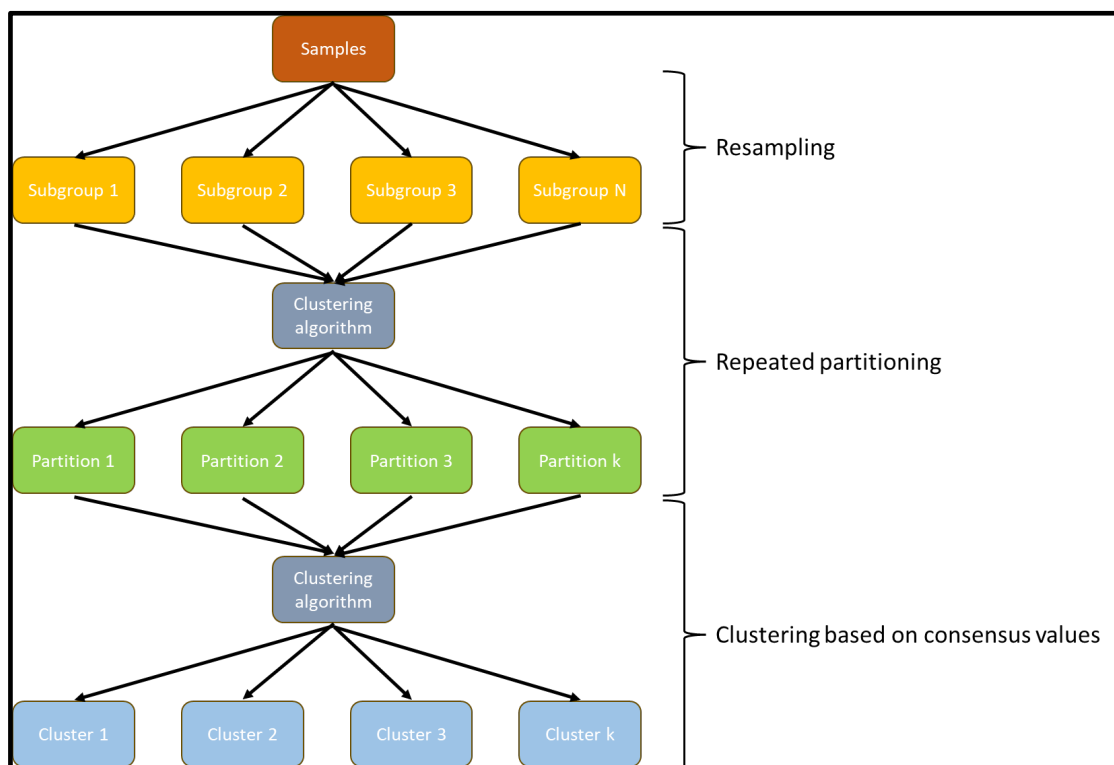 Samples
Resampling
Subgroup 1
Subgroup 2
Subgroup 3
Subgroup N
Clustering
algorithm
Repeated partitioning
Partition 1
Partition 2
Partition 3
Partition k
Clustering
algorithm
Clustering based on consensus values
Cluster 1
Cluster 2
Cluster 3
Cluster k